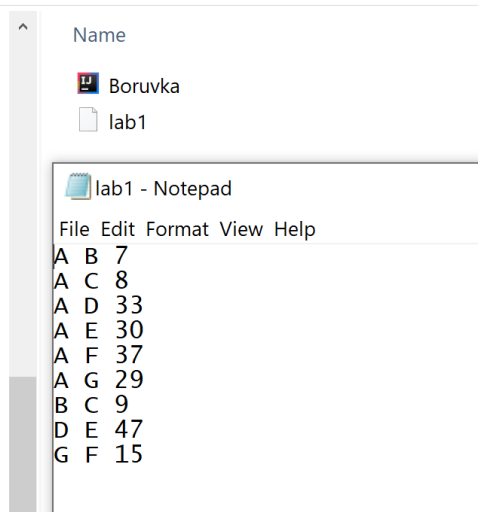 Name
Boruvka
lab1
lab1 - Notepad
File Edit Format View Help
A B 7
A C 8
A D 33
A E 30
A F 37
A G 29
B C 9
D E 47
G F 15